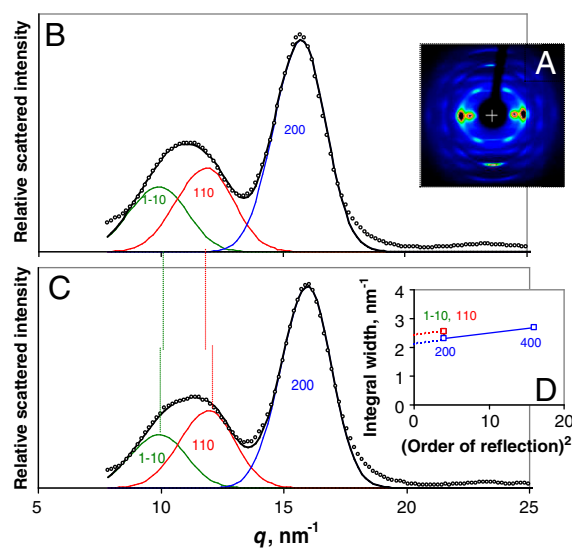 Relative scattered intensity
B
A
200
1-10
110
Relative scattered intensity
C
200
1-10
110
Integral width, nm⁻¹
4
3
2
1
0
1-10, 110
200
400
D
0
10
20
(Order of reflection)²
5
10
15
20
25
q, nm⁻¹